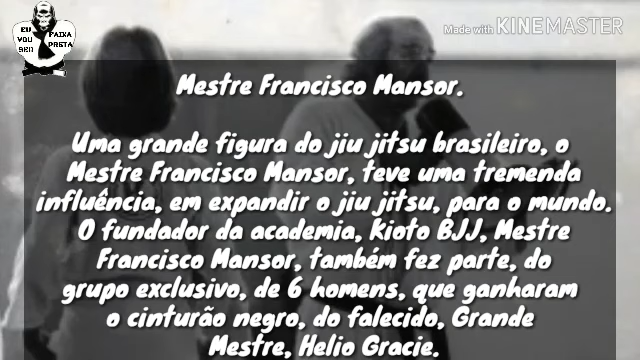 EU
VOU
SER
FAIXA
PRETA
Made with KINEMASTER
Mestre Francisco Mansor.
Uma grande figura do jiu jitsu brasileiro, o
Mestre Francisco Mansor, teve uma tremenda
influência, em expandir o jiu jitsu, para o mundo.
O fundador da academia, kioto BJJ, Mestre
Francisco Mansor, também fez parte, do
grupo exclusivo, de 6 homens, que ganharam
o cinturão negro, do falecido, Grande
Mestre, Helio Gracie.